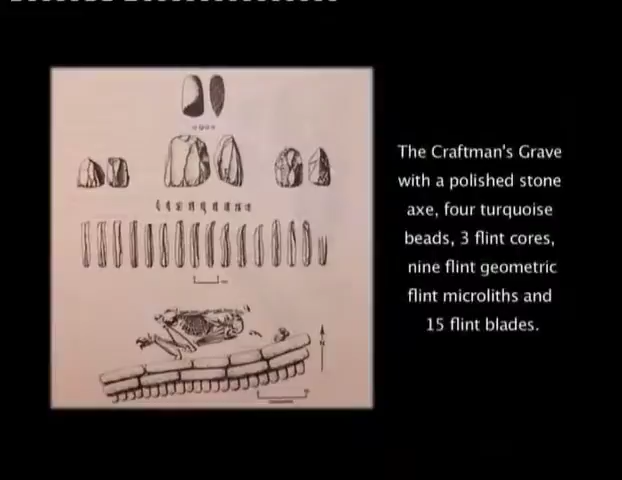 The Craftman's Grave
with a polished stone
axe, four turquoise
beads, 3 flint cores,
nine flint geometric
flint microliths and
15 flint blades.
N